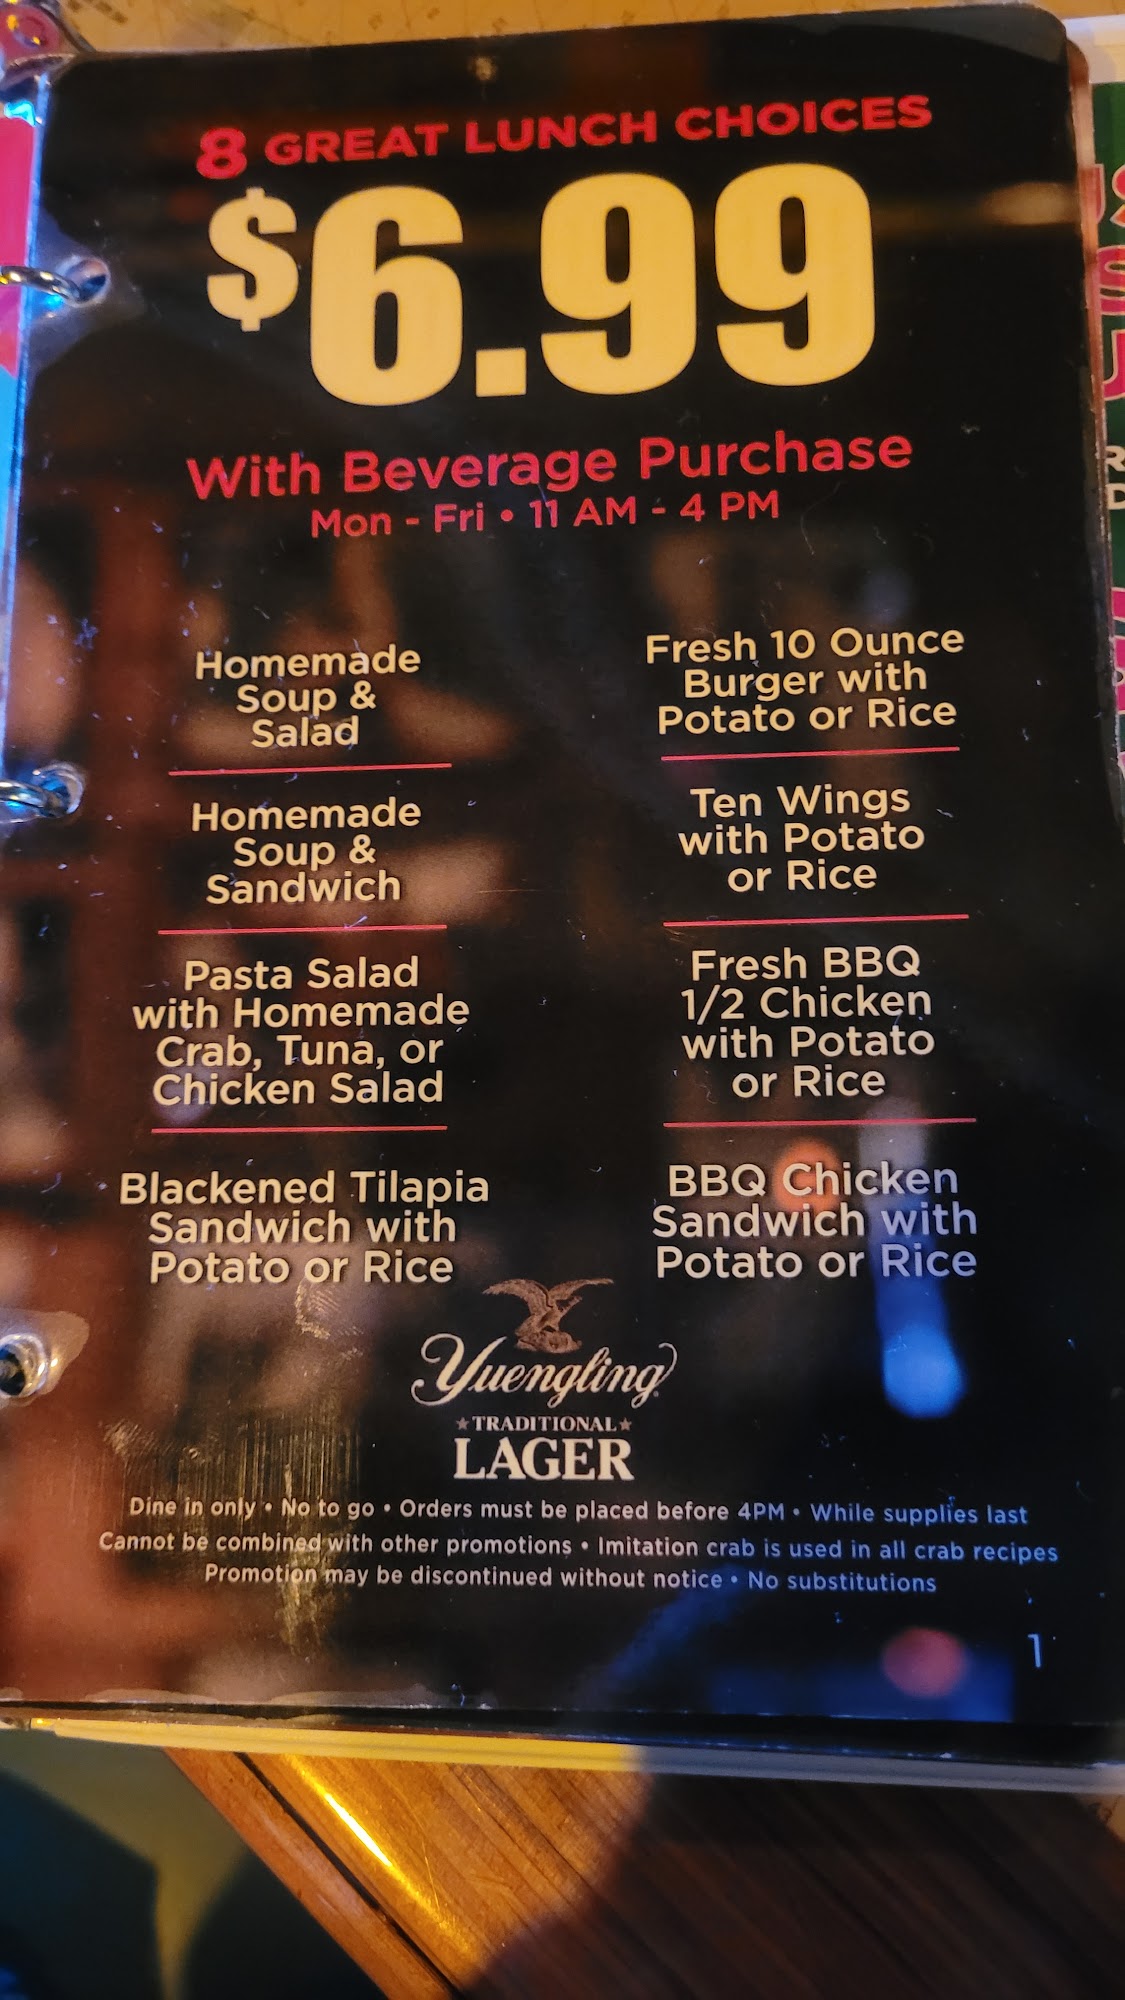 8 GREAT LUNCH CHOICES
$6.99
With Beverage Purchase
Mon - Fri • 11 AM - 4 PM
Homemade
Soup &
Salad
Homemade
Soup &
Sandwich
Pasta Salad
with Homemade
Crab, Tuna, or
Chicken Salad
Blackened Tilapia
Sandwich with
Potato or Rice
Fresh 10 Ounce
Burger with
Potato or Rice
Ten Wings
with Potato
or Rice
Fresh BBQ
1/2 Chicken
with Potato
or Rice
BBQ Chicken
Sandwich with
Potato or Rice
Yuengling
TRADITIONAL
LAGER
Dine in only • No to go • Orders must be placed before 4PM • While supplies last
Cannot be combined with other promotions • Imitation crab is used in all crab recipes
Promotion may be discontinued without notice • No substitutions
1